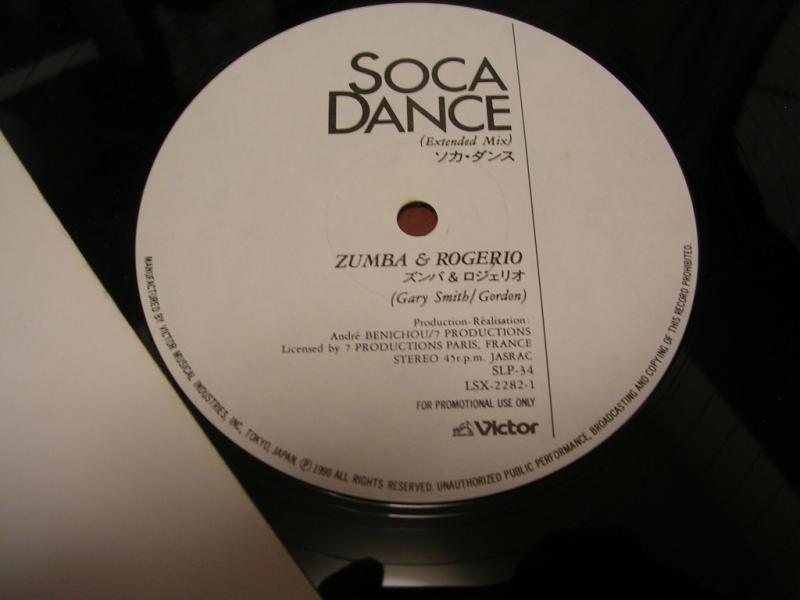 SOCA
DANCE
(Extended Mix)
ソカ・ダンス
ZUMBA & ROGERIO
ズンバ & ロジェリオ
(Gary Smith/Gordon)
Production-Réalisation:
André BENICHOU/7 PRODUCTIONS
Licensed by 7 PRODUCTIONS PARIS, FRANCE
STEREO 45r.p.m. JASRAC
SLP-34
LSX-2282-1
FOR PROMOTIONAL USE ONLY
Victor
MANUFACTURED BY VICTOR MUSICAL INDUSTRIES, INC., TOKYO, JAPAN. Ⓟ 1990 ALL RIGHTS RESERVED. UNAUTHORIZED PUBLIC PERFORMANCE, BROADCASTING AND COPYING OF THIS RECORD PROHIBITED.